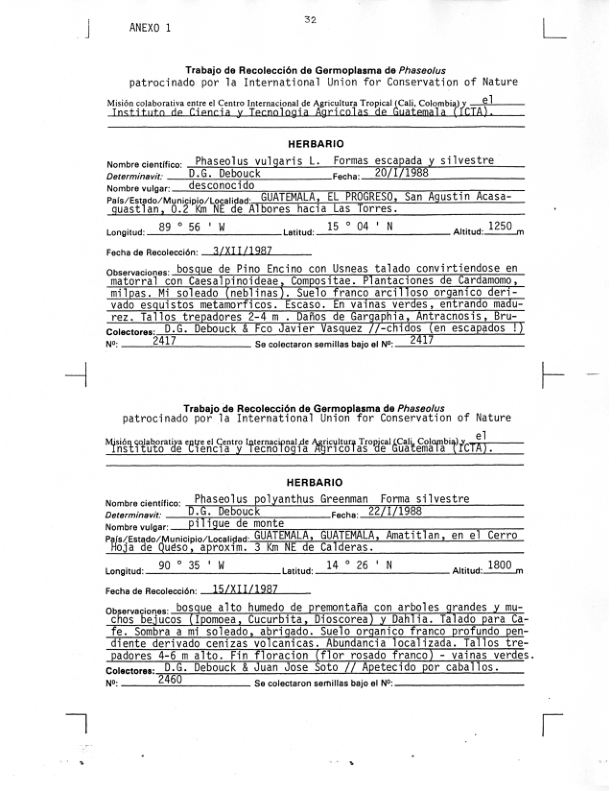 32
ANEXO 1
Trabajo de Recolección de Germoplasma de Phaseolus
patrocinado por la International Union for Conservation of Nature
Misión colaborativa entre el Centro Internacional de Agricultura Tropical (Cali, Colombia) y el
Instituto de Ciencia y Tecnologia Agricolas de Guatemala (ICTA).
HERBARIO
Nombre científico: Phaseolus vulgaris L. Formas escapada y silvestre
Determinavit: D.G. Debouck Fecha: 20/I/1988
Nombre vulgar: desconocido
País/Estado/Municipio/Localidad: GUATEMALA, EL PROGRESO, San Agustin Acasa-
guastlan, 0.2 Km NE de Albores hacia Las Torres.
Longitud: 89 ° 56 ' W Latitud: 15 ° 04 ' N Altitud: 1250 m
Fecha de Recolección: 3/XII/1987
Observaciones: bosque de Pino Encino con Usneas talado convirtiendose en
matorral con Caesalpinoideae, Compositae. Plantaciones de Cardamomo,
milpas. Mi soleado (neblinas). Suelo franco arcilloso organico deri-
vado esquistos metamorficos. Escaso. En vainas verdes, entrando madu-
rez. Tallos trepadores 2-4 m . Daños de Gargaphia, Antracnosis, Bru-
Colectores: D.G. Debouck & Fco Javier Vasquez //-chidos (en escapados !)
Nº: 2417 Se colectaron semillas bajo el Nº: 2417
Trabajo de Recolección de Germoplasma de Phaseolus
patrocinado por la International Union for Conservation of Nature
Misión colaborativa entre el Centro Internacional de Agricultura Tropical (Cali, Colombia) y el
Instituto de Ciencia y Tecnologia Agricolas de Guatemala (ICTA).
HERBARIO
Nombre científico: Phaseolus polyanthus Greenman Forma silvestre
Determinavit: D.G. Debouck Fecha: 22/I/1988
Nombre vulgar: piligue de monte
País/Estado/Municipio/Localidad: GUATEMALA, GUATEMALA, Amatitlan, en el Cerro
Hoja de Queso, aproxim. 3 Km NE de Calderas.
Longitud: 90 ° 35 ' W Latitud: 14 ° 26 ' N Altitud: 1800 m
Fecha de Recolección: 15/XII/1987
Observaciones: bosque alto humedo de premontaña con arboles grandes y mu-
chos bejucos (Ipomoea, Cucurbita, Dioscorea) y Dahlia. Talado para Ca-
fe. Sombra a mi soleado, abrigado. Suelo organico franco profundo pen-
diente derivado cenizas volcanicas. Abundancia localizada. Tallos tre-
padores 4-6 m alto. Fin floracion (flor rosado franco) - vainas verdes.
Colectores: D.G. Debouck & Juan Jose Soto // Apetecido por caballos.
Nº: 2460 Se colectaron semillas bajo el Nº: